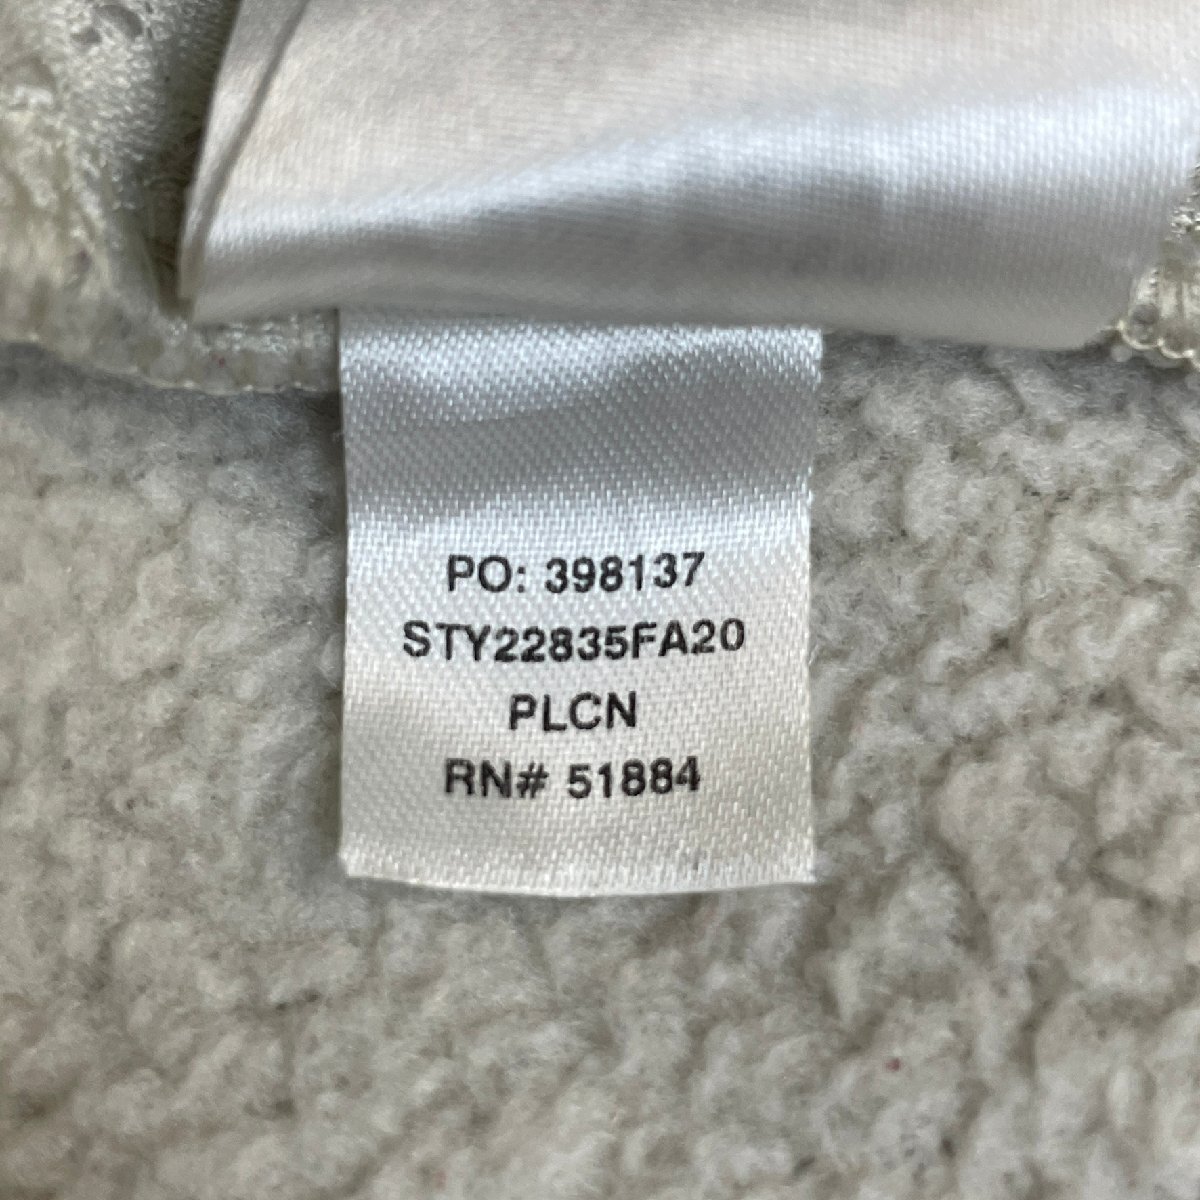 PO: 398137
STY22835FA20
PLCN
RN# 51884